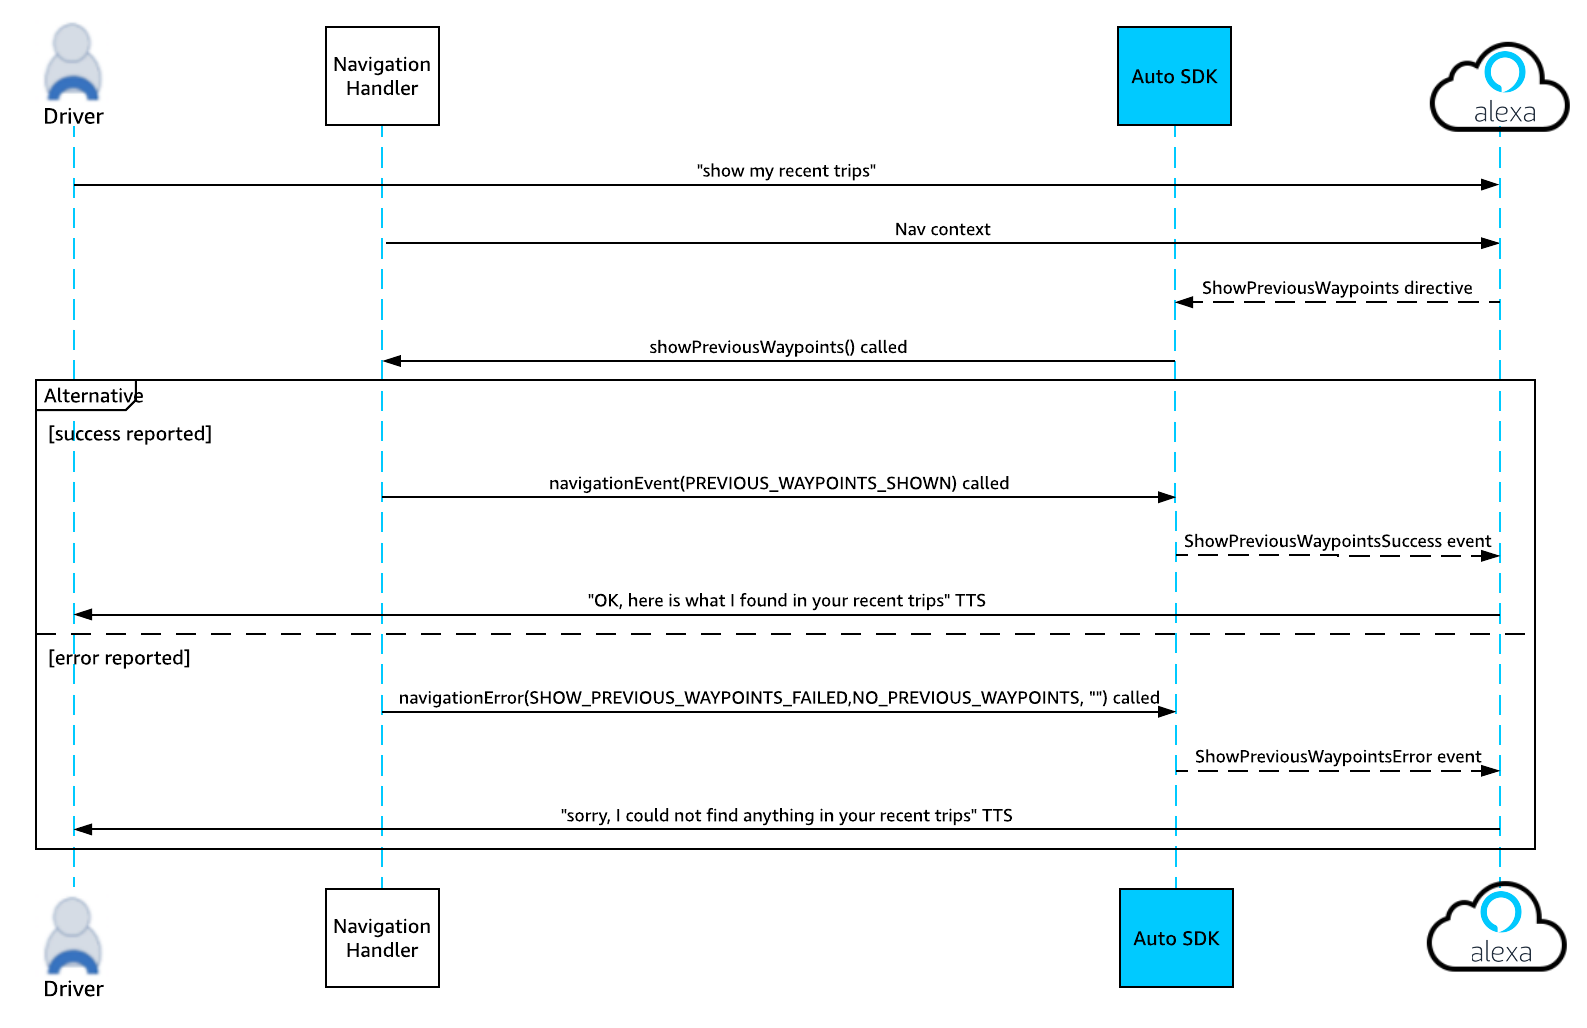 Driver
Navigation
Handler
Auto SDK
alexa
"show my recent trips"
Nav context
ShowPreviousWaypoints directive
showPreviousWaypoints() called
Alternative
[success reported]
navigationEvent(PREVIOUS_WAYPOINTS_SHOWN) called
ShowPreviousWaypointsSuccess event
"OK, here is what I found in your recent trips" TTS
[error reported]
navigationError(SHOW_PREVIOUS_WAYPOINTS_FAILED,NO_PREVIOUS_WAYPOINTS, "") called
ShowPreviousWaypointsError event
"sorry, I could not find anything in your recent trips" TTS
Driver
Navigation
Handler
Auto SDK
alexa